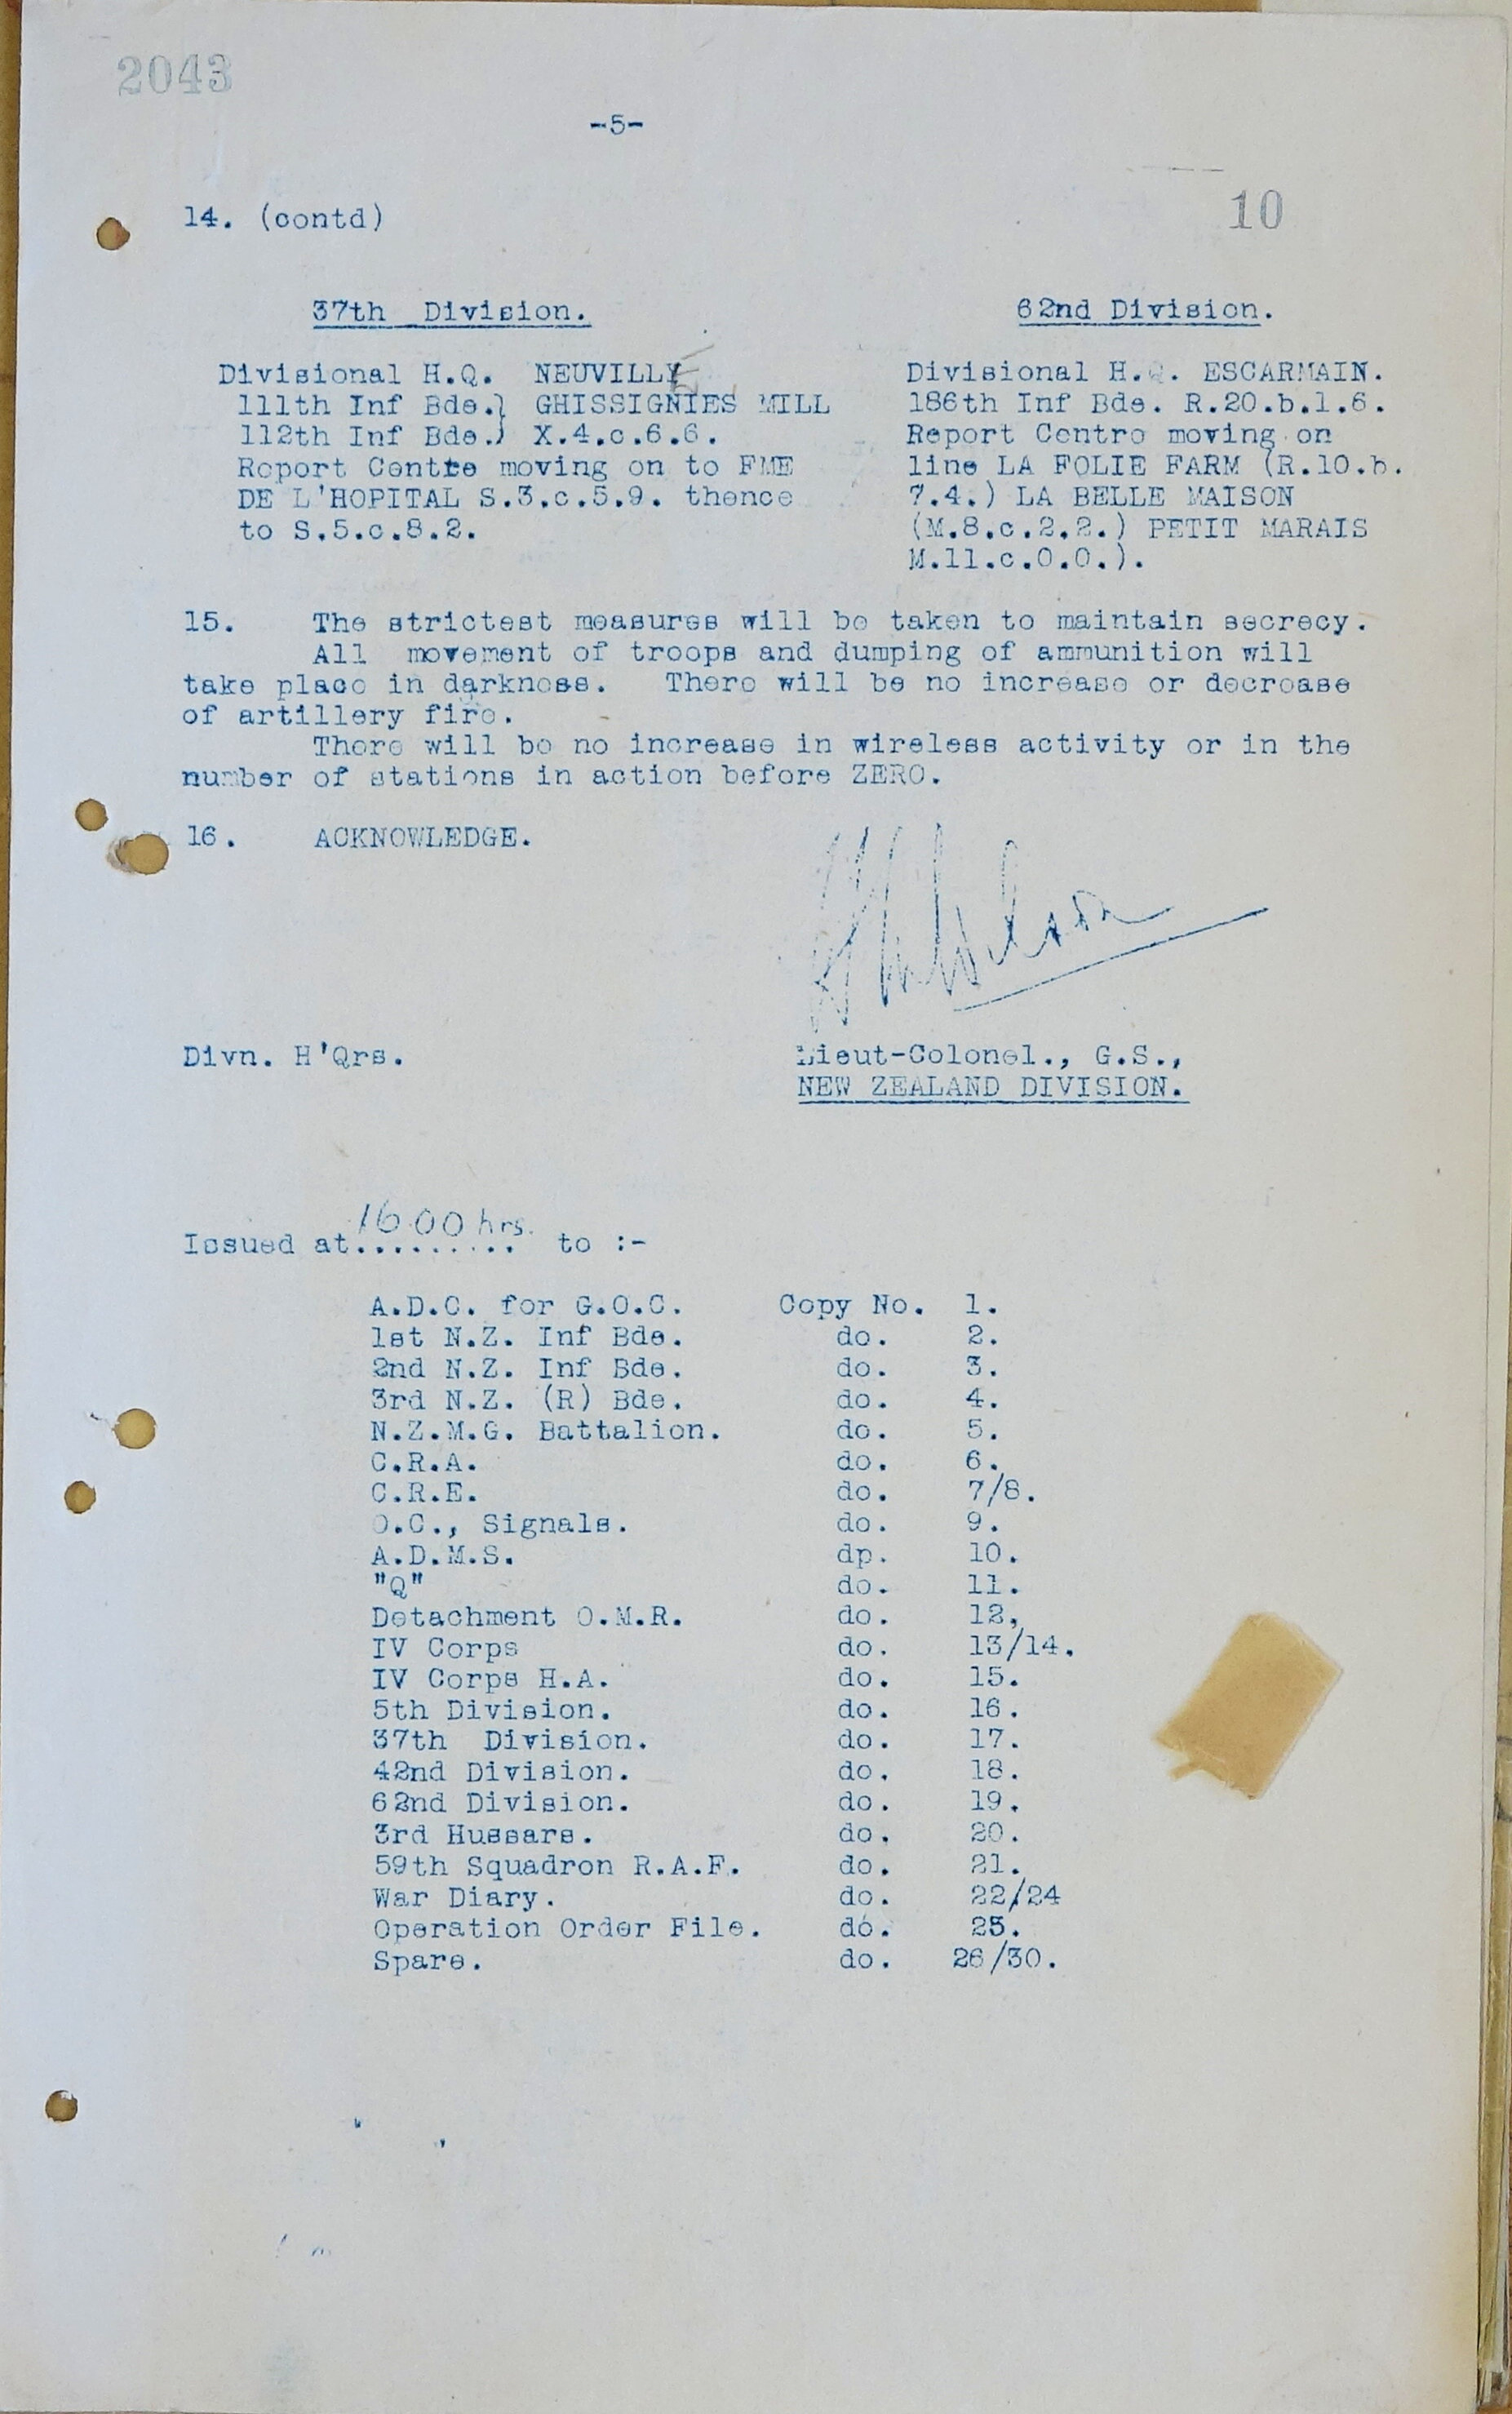 2043
-5-
10
14. (contd)
37th Division.
Divisional H.Q. NEUVILLY
111th Inf Bde.) GHISSIGNIES MILL
112th Inf Bde.) X.4.c.6.6.
Report Centre moving on to FME
DE L'HOPITAL S.3.c.5.9. thence
to S.5.c.8.2.
62nd Division.
Divisional H.Q. ESCARMAIN.
186th Inf Bde. R.20.b.1.6.
Report Centre moving on
line LA FOLIE FARM (R.10.b.
7.4.) LA BELLE MAISON
(M.8.c.2.2.) PETIT MARAIS
M.11.c.0.0.).
15. The strictest measures will be taken to maintain secrecy.
All movement of troops and dumping of ammunition will
take place in darkness. There will be no increase or decrease
of artillery fire.
There will be no increase in wireless activity or in the
number of stations in action before ZERO.
16. ACKNOWLEDGE.
Wilson
Divn. H'Qrs.
Lieut-Colonel., G.S.,
NEW ZEALAND DIVISION.
Issued at 1600 hrs. to :-
A.D.C. for G.O.C. Copy No. 1.
1st N.Z. Inf Bde. do. 2.
2nd N.Z. Inf Bde. do. 3.
3rd N.Z. (R) Bde. do. 4.
N.Z.M.G. Battalion. do. 5.
C.R.A. do. 6.
C.R.E. do. 7/8.
O.C., Signals. do. 9.
A.D.M.S. dp. 10.
"Q" do. 11.
Detachment O.M.R. do. 12,
IV Corps do. 13/14.
IV Corps H.A. do. 15.
5th Division. do. 16.
37th Division. do. 17.
42nd Division. do. 18.
62nd Division. do. 19.
3rd Hussars. do. 20.
59th Squadron R.A.F. do. 21.
War Diary. do. 22/24
Operation Order File. do. 25.
Spare. do. 26/30.